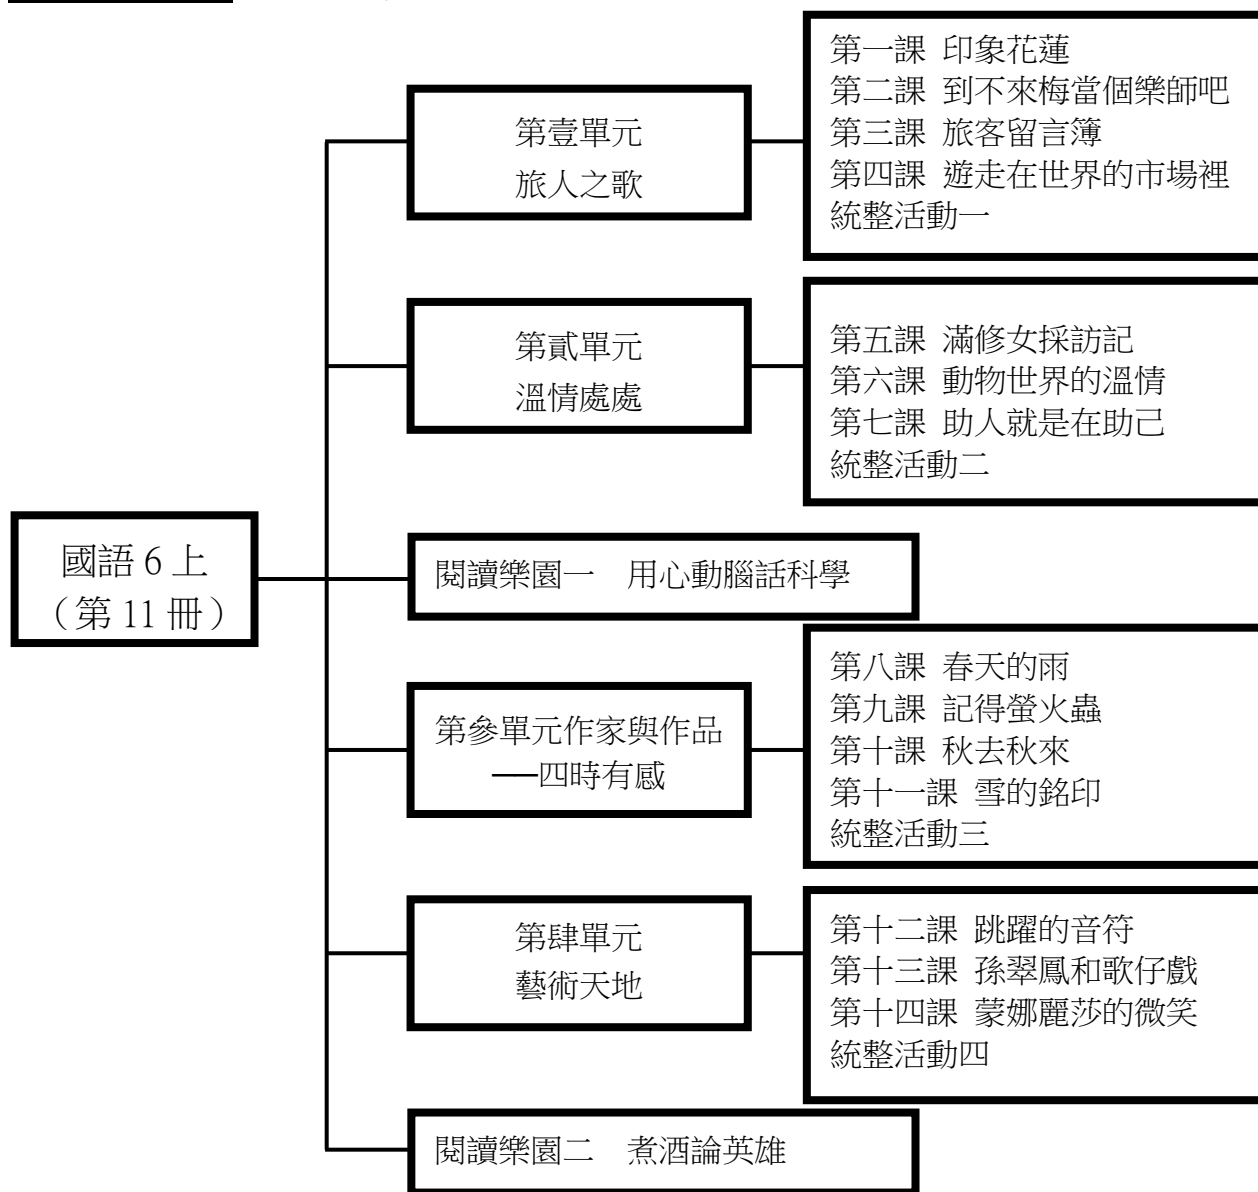 國語 6 上
（第 11 冊）
第壹單元
旅人之歌
第一課 印象花蓮
第二課 到不來梅當個樂師吧
第三課 旅客留言簿
第四課 遊走在世界的市場裡
統整活動一
第貳單元
溫情處處
第五課 滿修女採訪記
第六課 動物世界的溫情
第七課 助人就是在助己
統整活動二
閱讀樂園一 用心動腦話科學
第參單元作家與作品
──四時有感
第八課 春天的雨
第九課 記得螢火蟲
第十課 秋去秋來
第十一課 雪的銘印
統整活動三
第肆單元
藝術天地
第十二課 跳躍的音符
第十三課 孫翠鳳和歌仔戲
第十四課 蒙娜麗莎的微笑
統整活動四
閱讀樂園二 煮酒論英雄